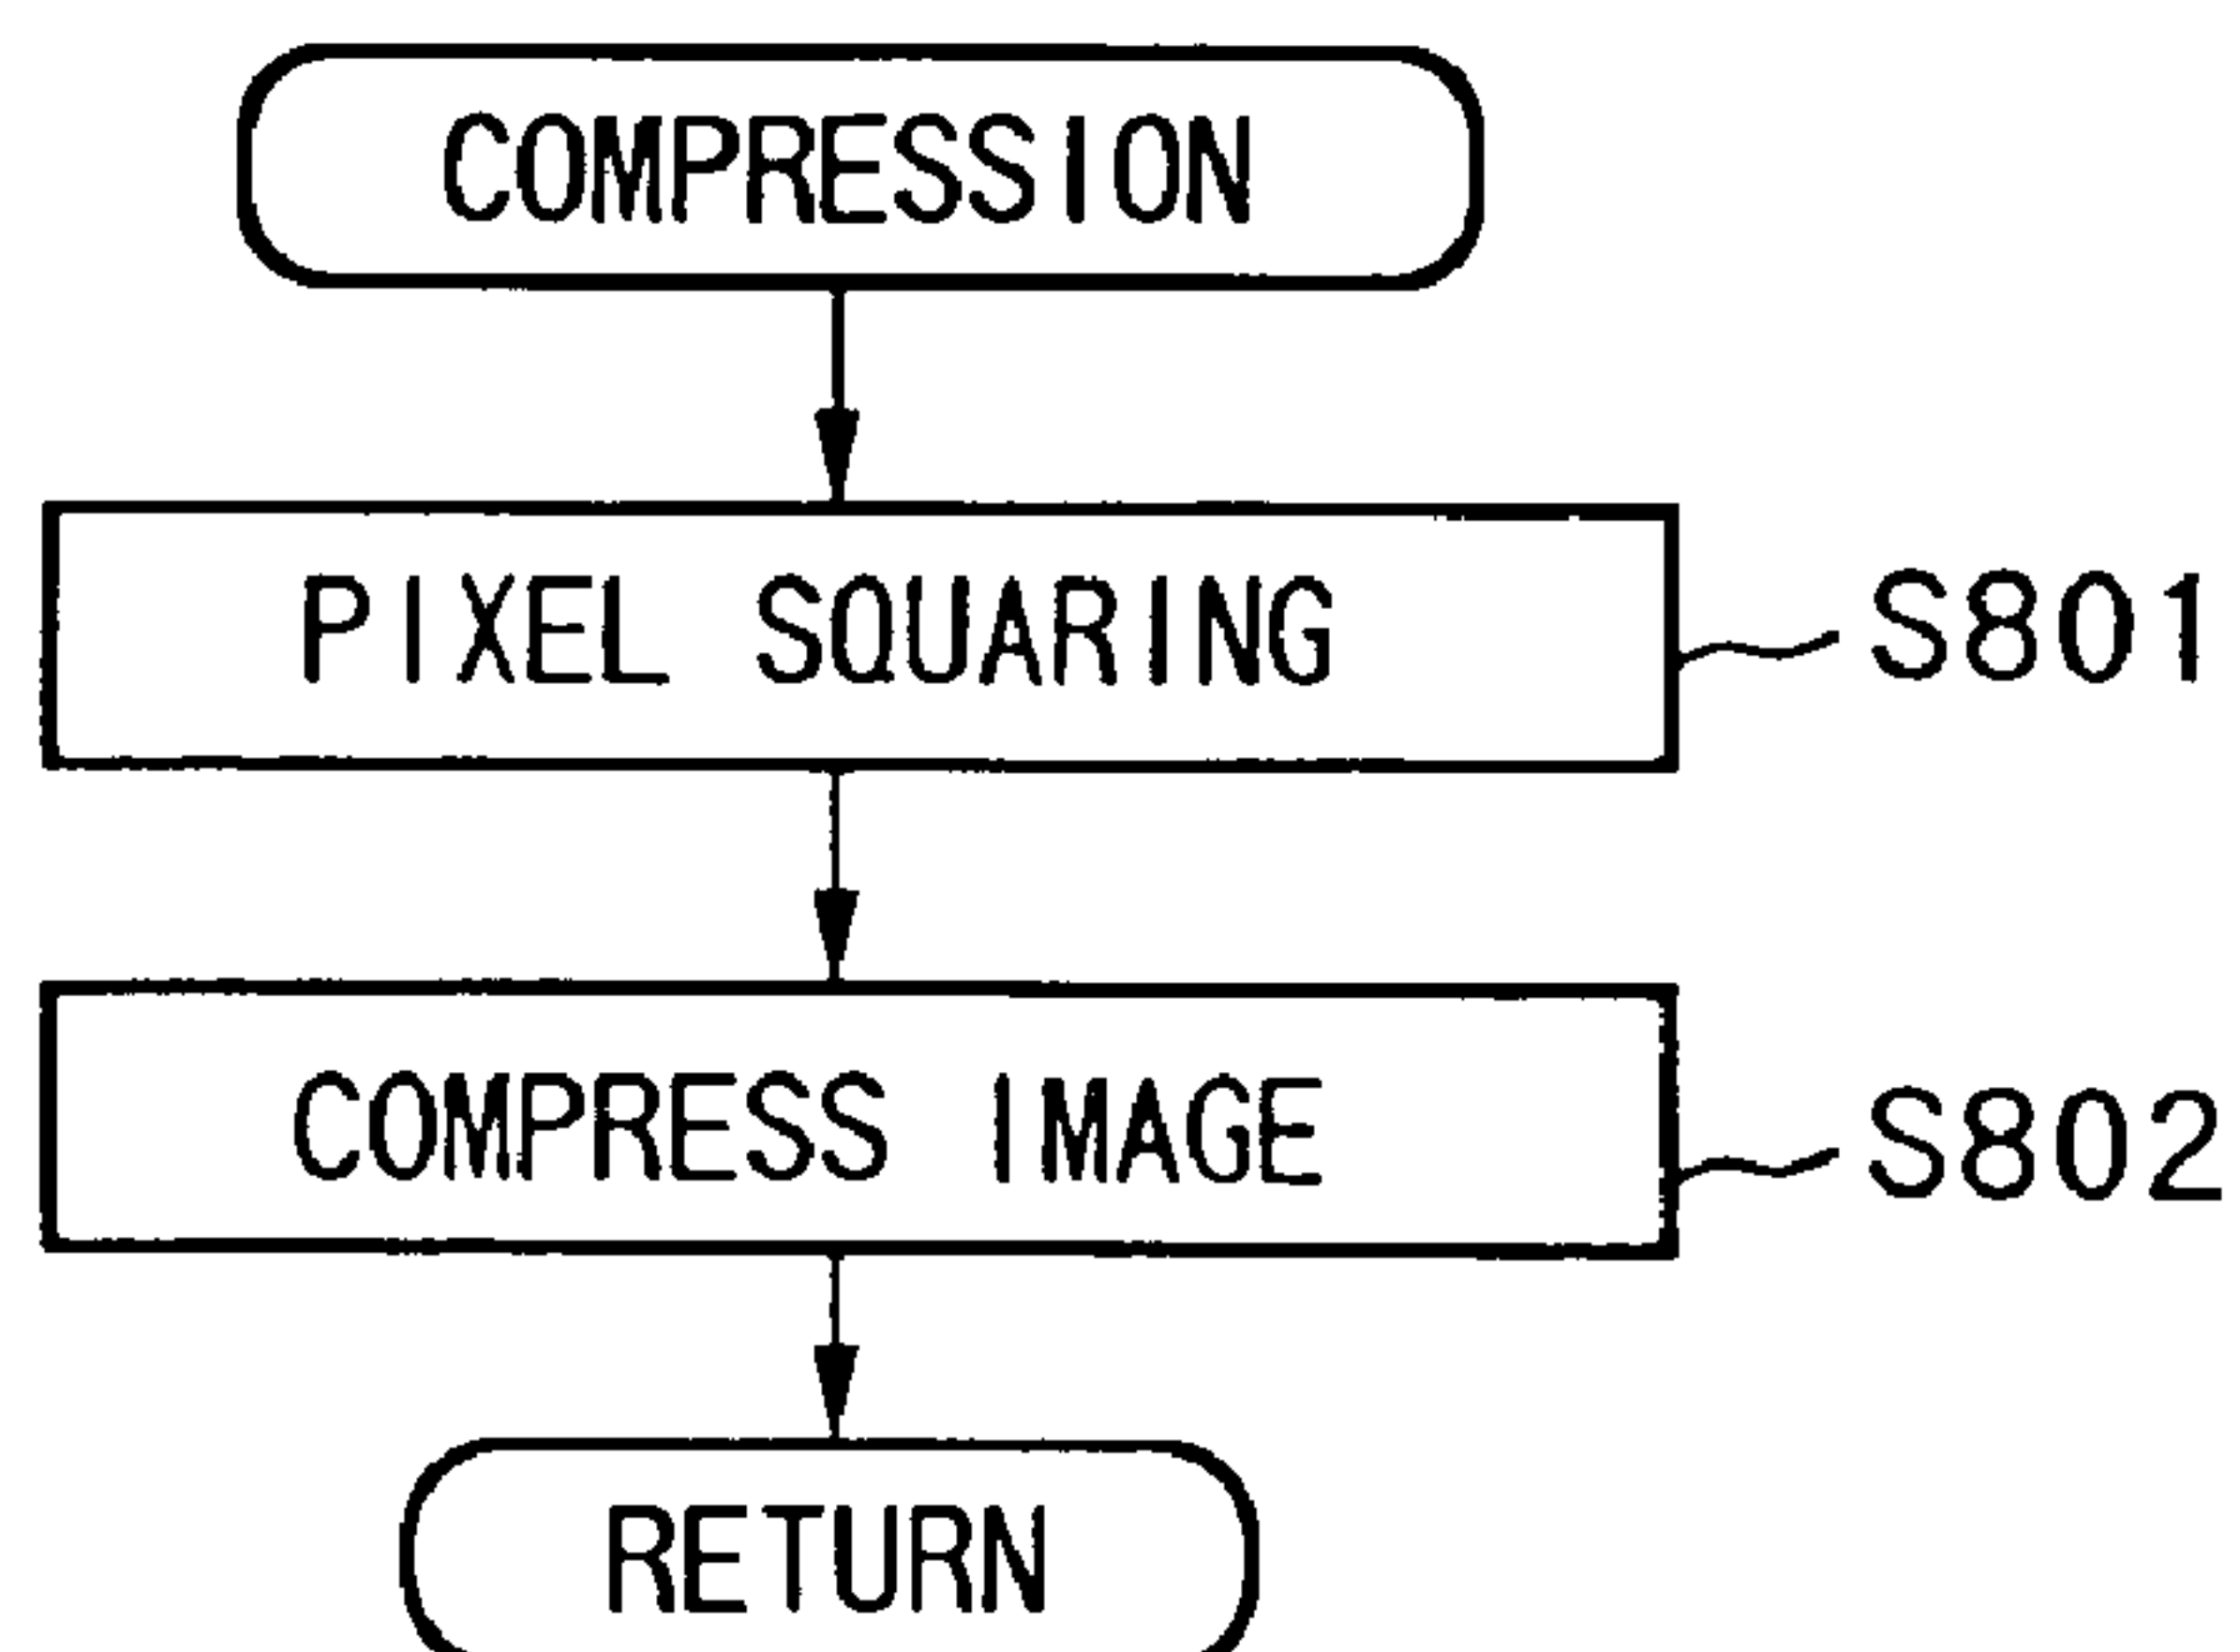 COMPRESSION
PIXEL SQUARING
S801
COMPRESS IMAGE
S802
RETURN